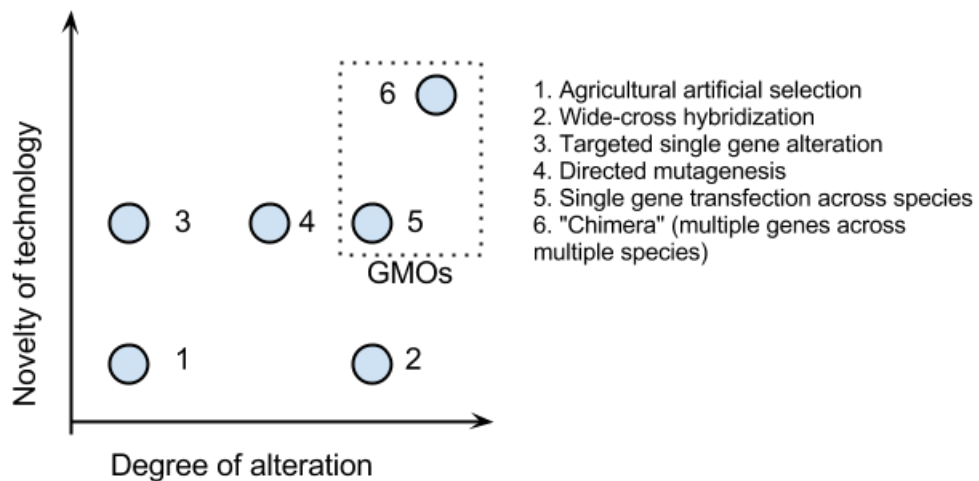 6
1. Agricultural artificial selection
2. Wide-cross hybridization
3. Targeted single gene alteration
4. Directed mutagenesis
5. Single gene transfection across species
6. "Chimera" (multiple genes across
multiple species)
Novelty of technology
3
4
5
GMOs
1
2
Degree of alteration